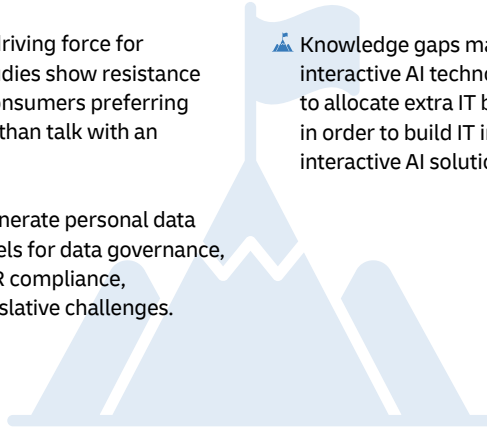 riving force for
dies show resistance
onsumers preferring
than talk with an
nerate personal data
els for data governance,
R compliance,
slative challenges.
Knowledge gaps ma
interactive AI techno
to allocate extra IT b
in order to build IT i
interactive AI soluti